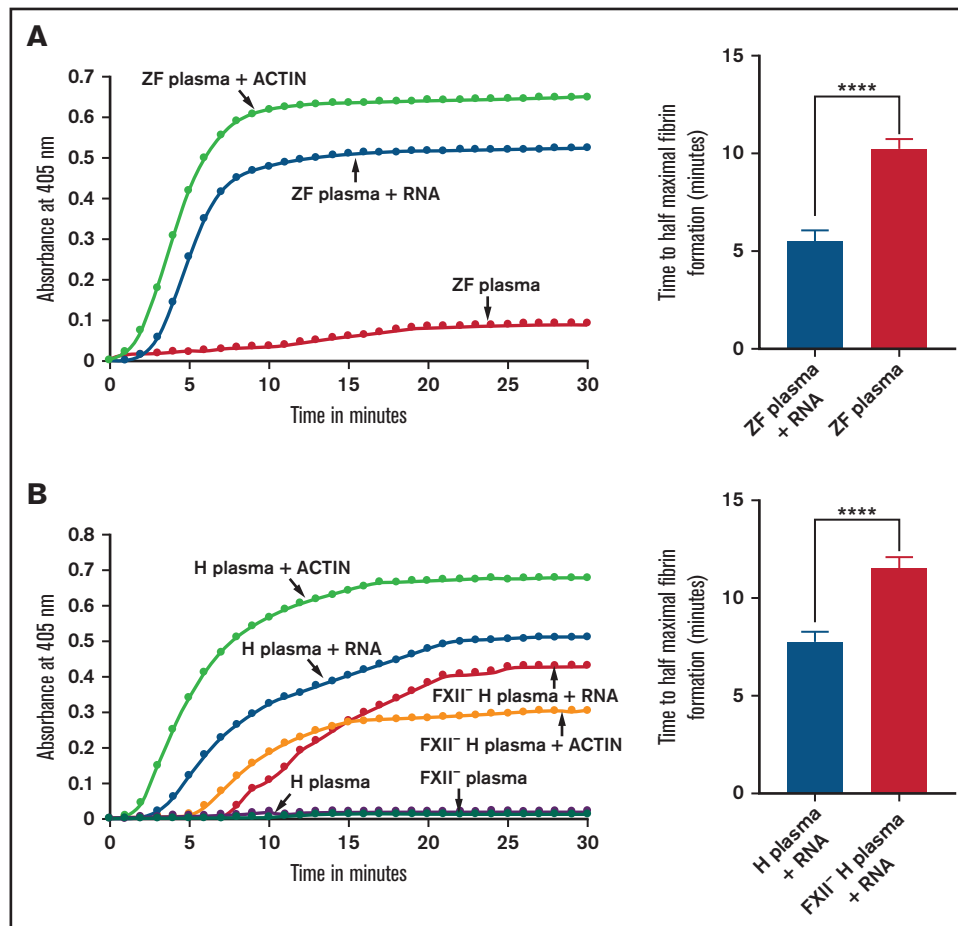 A
Absorbance at 405 nm
0.7
0.6
0.5
0.4
0.3
0.2
0.1
0
ZF plasma + ACTIN
ZF plasma + RNA
ZF plasma
0 5 10 15 20 25 30
Time in minutes
Time to half maximal fibrin
formation (minutes)
15
10
5
0
****
ZF plasma
+ RNA
ZF plasma
B
Absorbance at 405 nm
0.8
0.7
0.6
0.5
0.4
0.3
0.2
0.1
0
H plasma + ACTIN
H plasma + RNA
FXII⁻ H plasma + RNA
FXII⁻ H plasma + ACTIN
H plasma
FXII⁻ plasma
0 5 10 15 20 25 30
Time in minutes
Time to half maximal fibrin
formation (minutes)
15
10
5
0
****
H plasma
+ RNA
FXII⁻ H plasma
+ RNA